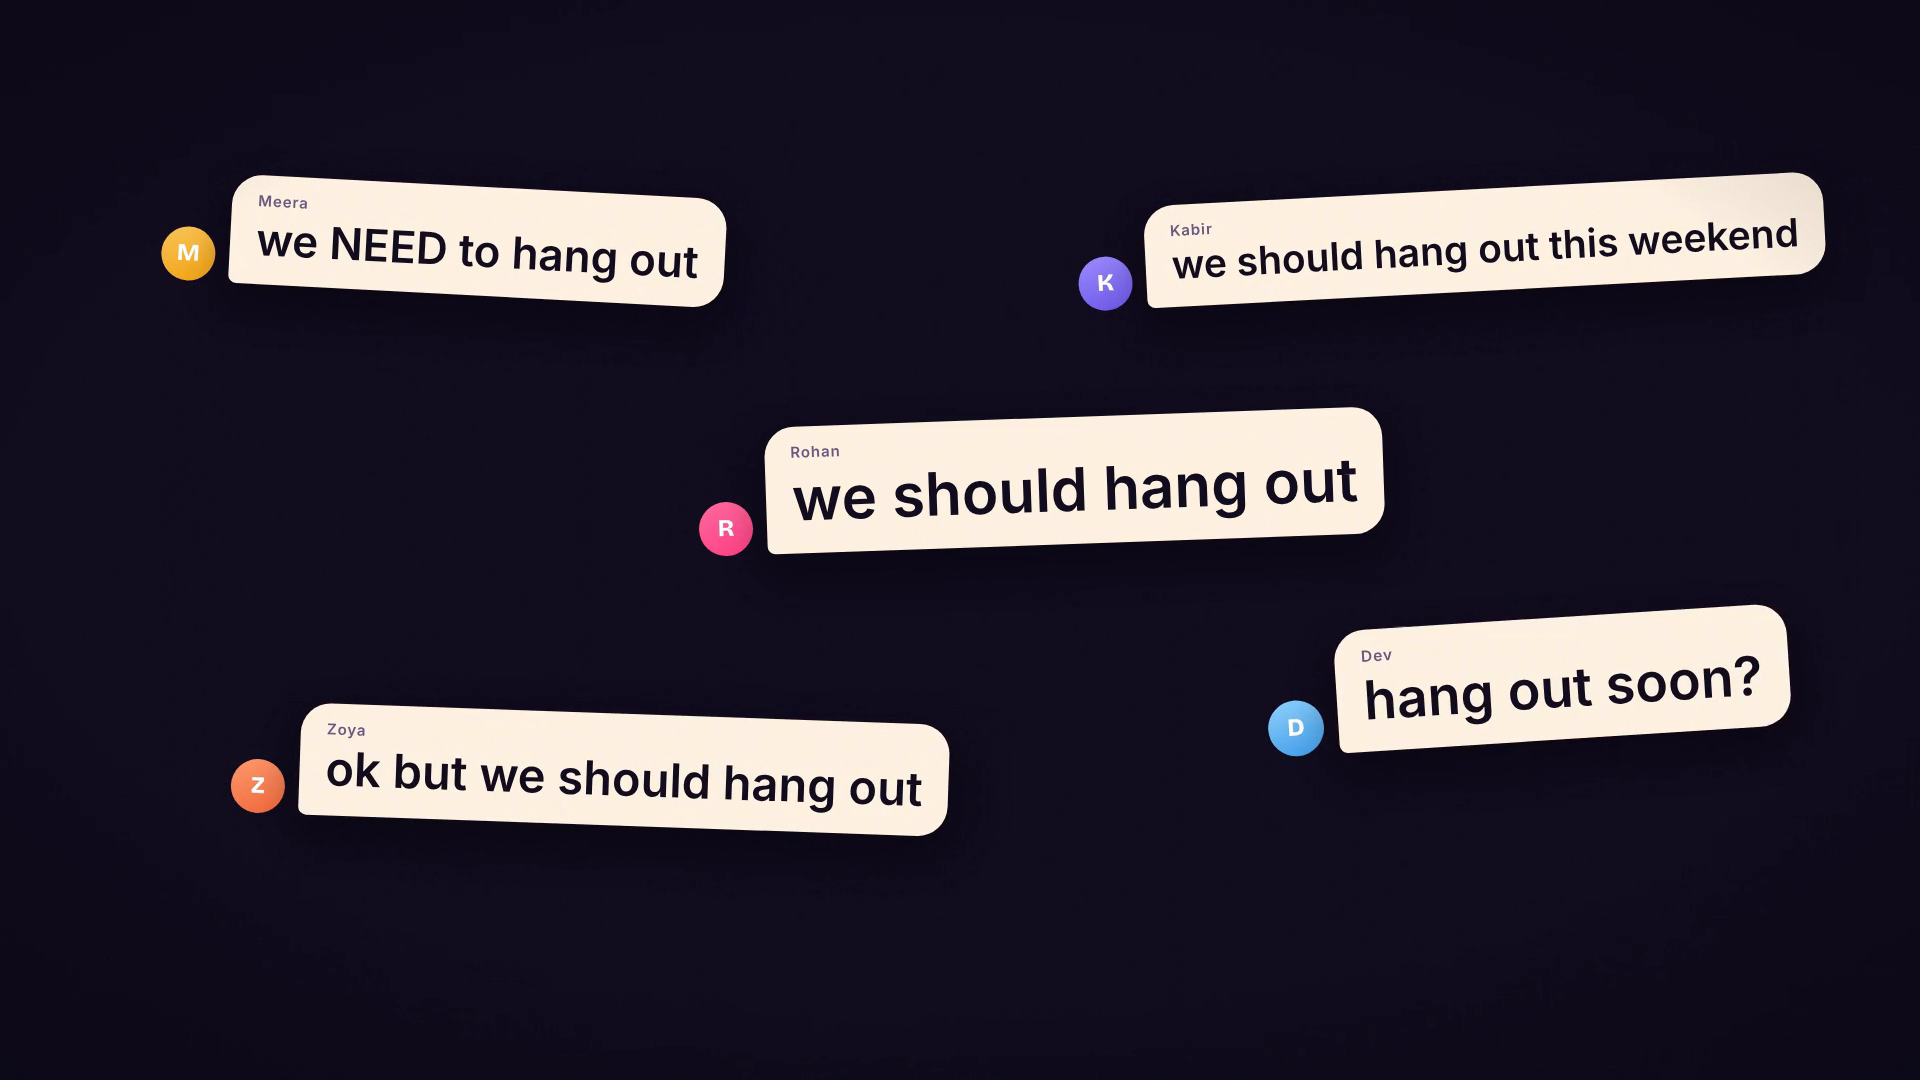 Meera
M
we NEED to hang out
Kabir
K
we should hang out this weekend
Rohan
R
we should hang out
Dev
D
hang out soon?
Zoya
Z
ok but we should hang out